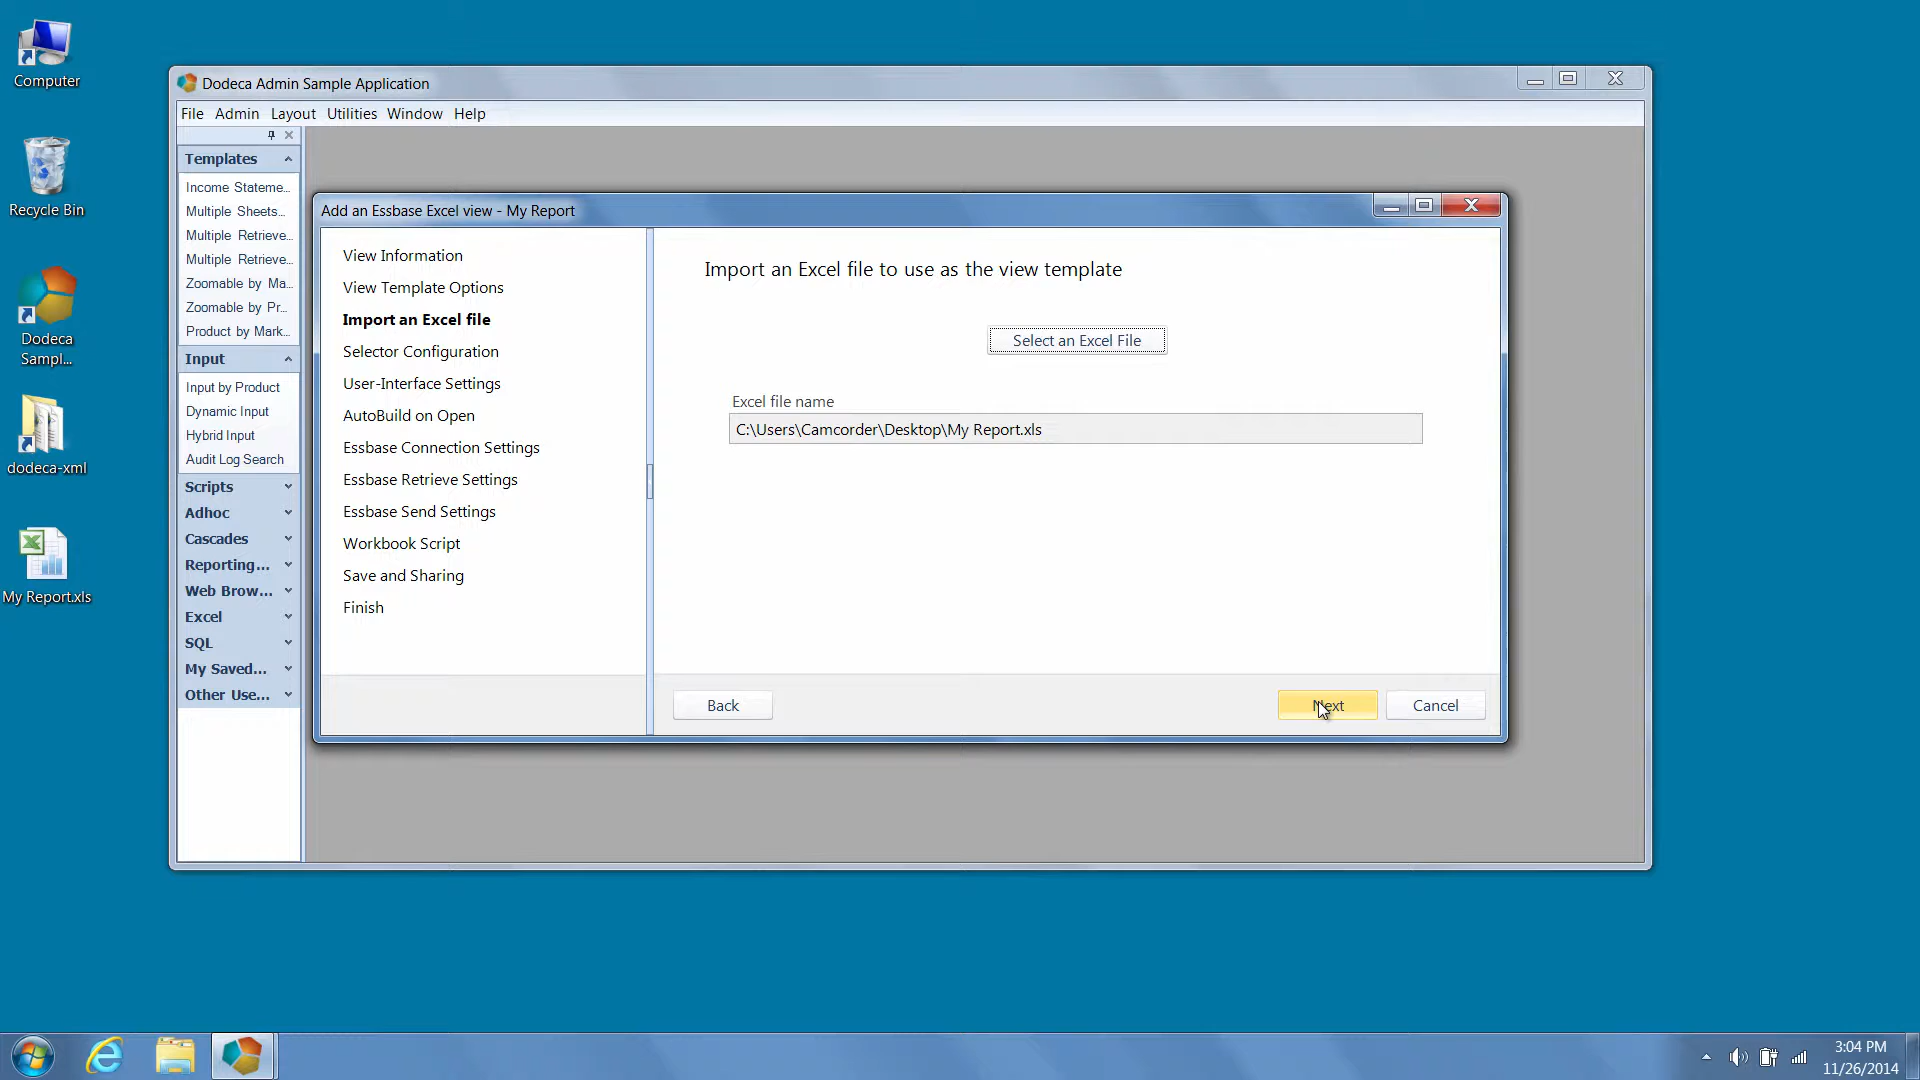 Computer
Recycle Bin
Dodeca
Sampl...
dodeca-xml
My Report.xls
Dodeca Admin Sample Application
File Admin Layout Utilities Window Help
Templates
Income Stateme...
Multiple Sheets...
Multiple Retrieve...
Multiple Retrieve...
Zoomable by Ma...
Zoomable by Pr...
Product by Mark...
Input
Input by Product
Dynamic Input
Hybrid Input
Audit Log Search
Scripts
Adhoc
Cascades
Reporting...
Web Brow...
Excel
SQL
My Saved...
Other Use...
Add an Essbase Excel view - My Report
View Information
View Template Options
Import an Excel file
Selector Configuration
User-Interface Settings
AutoBuild on Open
Essbase Connection Settings
Essbase Retrieve Settings
Essbase Send Settings
Workbook Script
Save and Sharing
Finish
Import an Excel file to use as the view template
Select an Excel File
Excel file name
C:\Users\Camcorder\Desktop\My Report.xls
Back
Next
Cancel
3:04 PM
11/26/2014